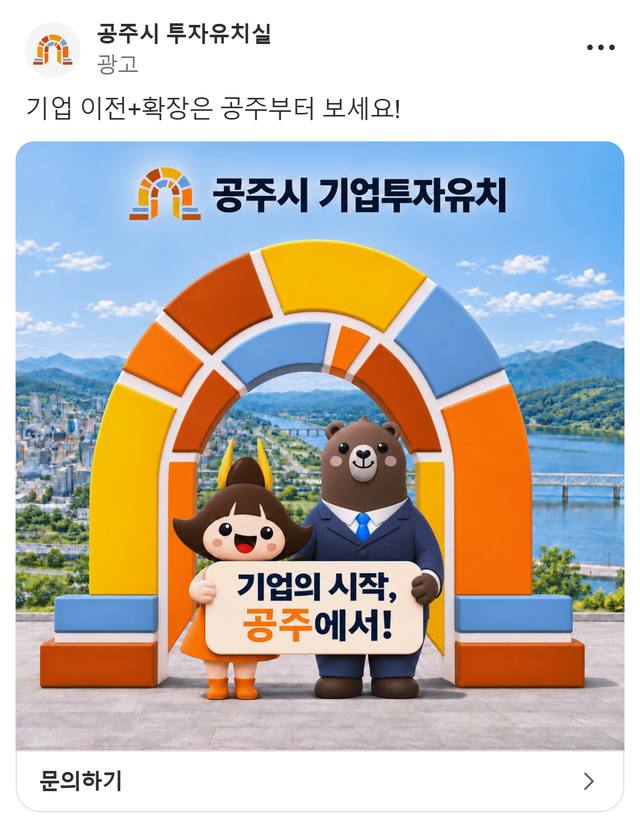 공주시 투자유치실
광고
기업 이전+확장은 공주부터 보세요!
공주시 기업투자유치
기업의 시작,
공주에서!
문의하기